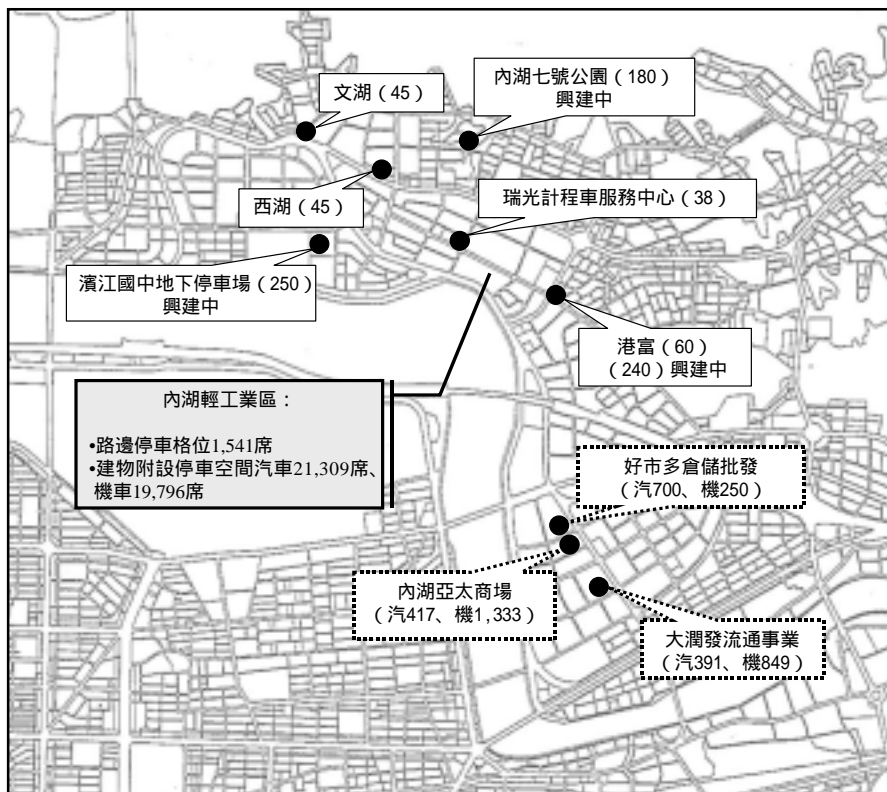 文湖（45）
內湖七號公園（180）
興建中
西湖（45）
瑞光計程車服務中心（38）
濱江國中地下停車場（250）
興建中
港富（60）
（240）興建中
內湖輕工業區：
•路邊停車格位1,541席
•建物附設停車空間汽車21,309席、
機車19,796席
好市多倉儲批發
（汽700、機250）
內湖亞太商場
（汽417、機1,333）
大潤發流通事業
（汽391、機849）